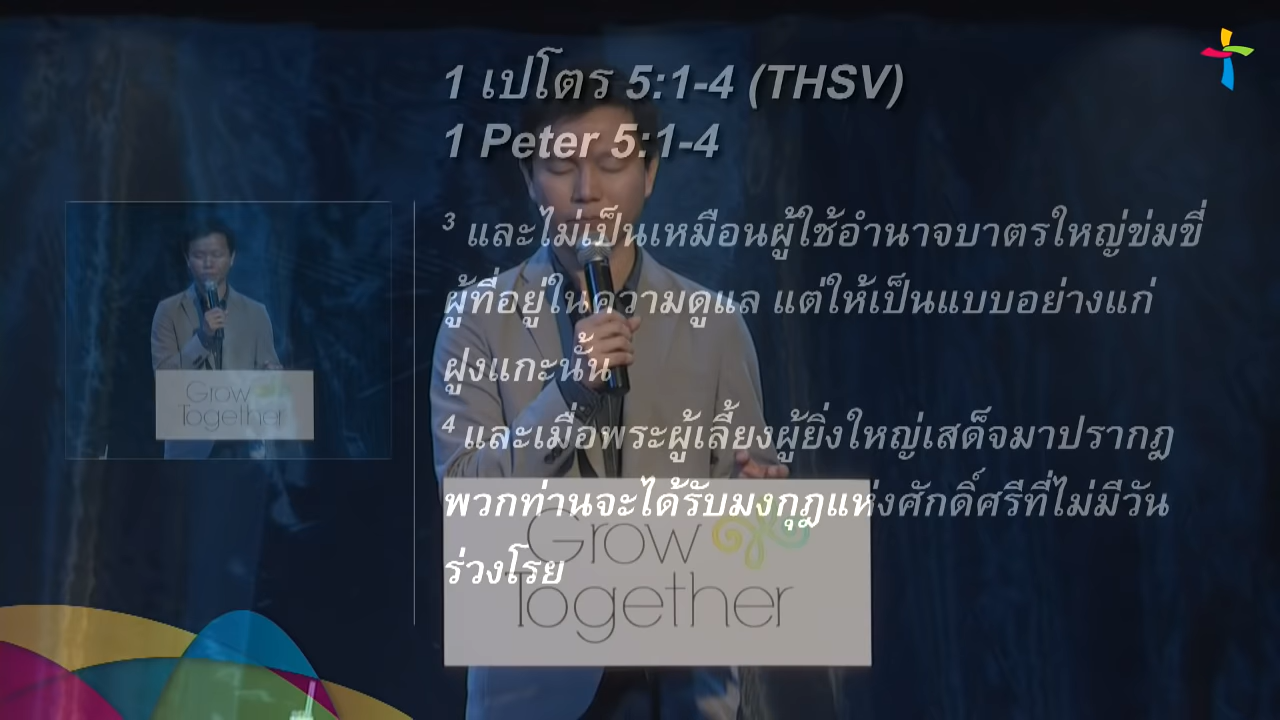 1 เปโตร 5:1-4 (THSV)
1 Peter 5:1-4
3 และไม่เป็นเหมือนผู้ใช้อำนาจบาตรใหญ่ข่มขี่
ผู้ที่อยู่ในความดูแล แต่ให้เป็นแบบอย่างแก่
ฝูงแกะนั้น
4 และเมื่อพระผู้เลี้ยงผู้ยิ่งใหญ่เสด็จมาปรากฏ
พวกท่านจะได้รับมงกุฎแห่งศักดิ์ศรีที่ไม่มีวัน
ร่วงโรย
Grow
Together
Grow
Together